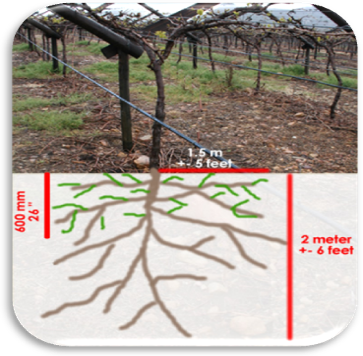 1.5 m
+- 5 feet
600 mm
26 "
2 meter
+- 6 feet